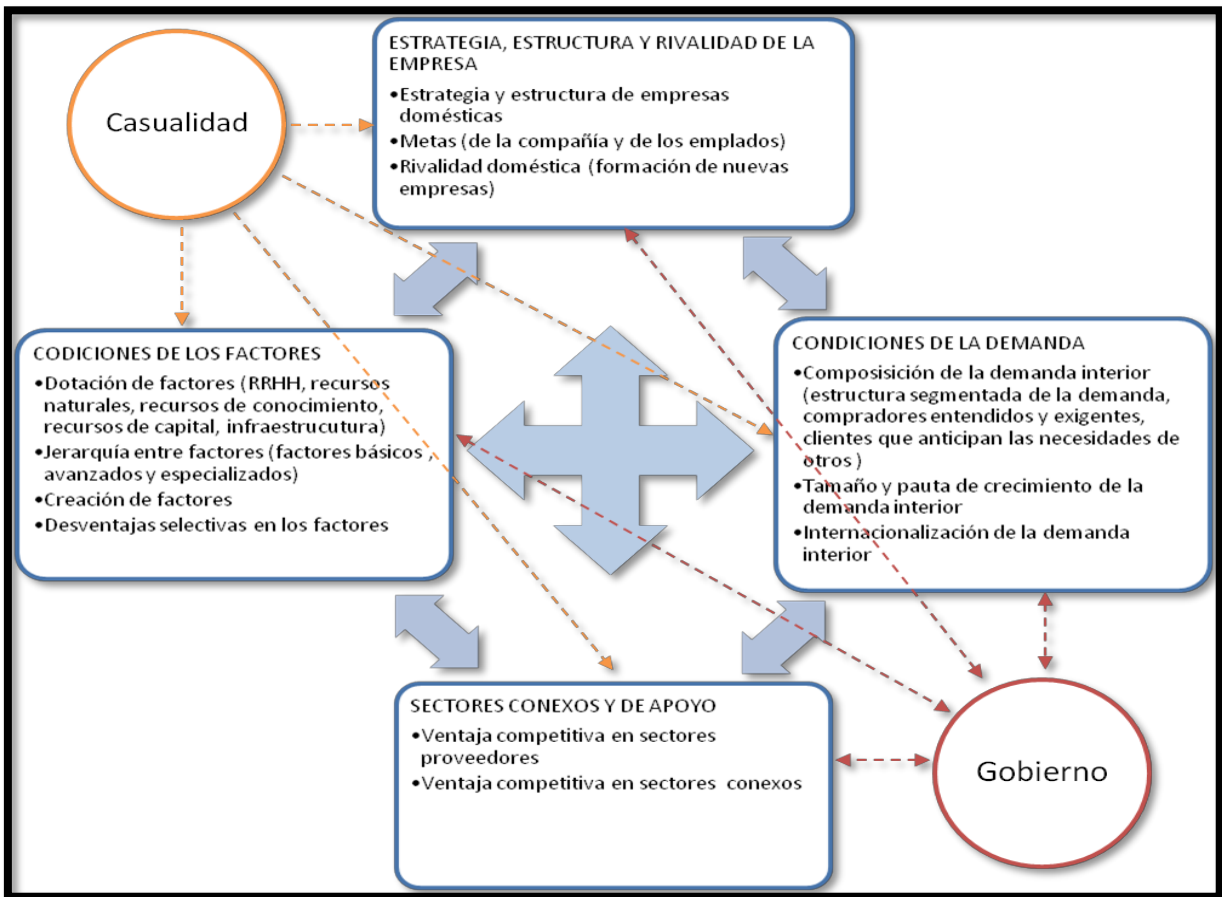 Casualidad
ESTRATEGIA, ESTRUCTURA Y RIVALIDAD DE LA
EMPRESA
•Estrategia y estructura de empresas
domésticas
•Metas (de la compañía y de los emplados)
•Rivalidad doméstica (formación de nuevas
empresas)
CODICIONES DE LOS FACTORES
•Dotación de factores (RRHH, recursos
naturales, recursos de conocimiento,
recursos de capital, infraestrucutura)
•Jerarquía entre factores (factores básicos ,
avanzados y especializados)
•Creación de factores
•Desventajas selectivas en los factores
CONDICIONES DE LA DEMANDA
•Composisición de la demanda interior
(estructura segmentada de la demanda,
compradores entendidos y exigentes,
clientes que anticipan las necesidades de
otros )
•Tamaño y pauta de crecimiento de la
demanda interior
•Internacionalización de la demanda
interior
SECTORES CONEXOS Y DE APOYO
•Ventaja competitiva en sectores
proveedores
•Ventaja competitiva en sectores conexos
Gobierno